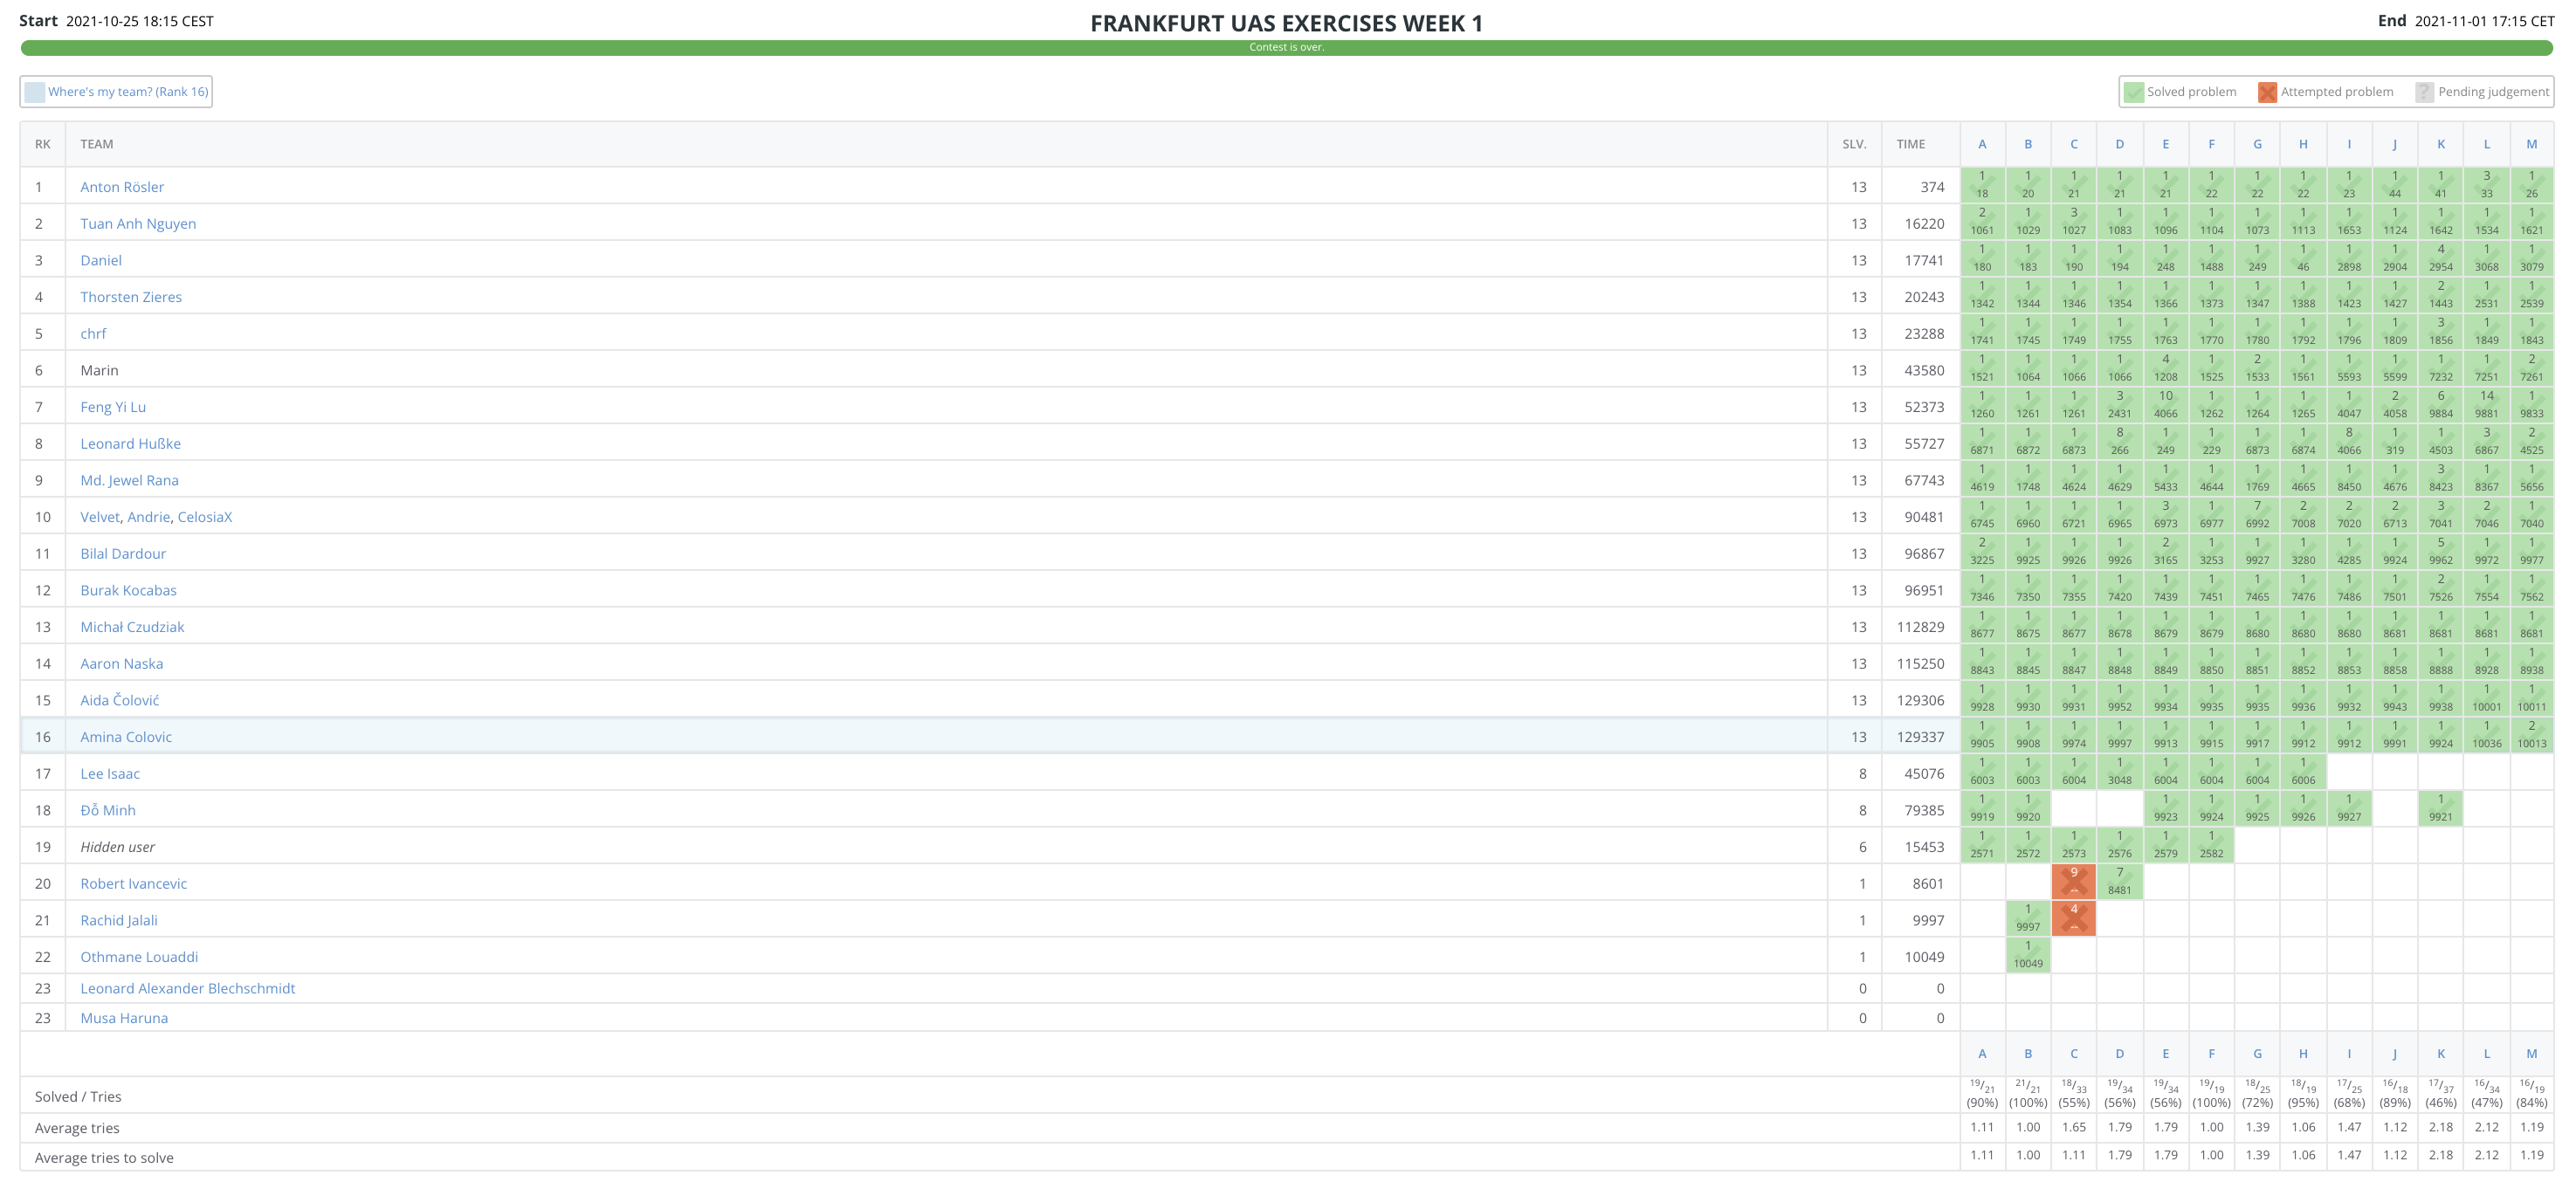 Start 2021-10-25 18:15 CEST FRANKFURT UAS EXERCISES WEEK 1 End 2021-11-01 17:15 CET
Contest is over.
Where's my team? (Rank 16) Solved problem Attempted problem ? Pending judgement
RK TEAM SLV. TIME A B C D E F G H I J K L M
1 Anton Rösler 13 374 1 1 1 1 1 1 1 1 1 1 1 3 1
18 20 21 21 21 22 22 22 23 44 41 33 26
2 Tuan Anh Nguyen 13 16220 2 1 3 1 1 1 1 1 1 1 1 1 1
1061 1029 1027 1083 1096 1104 1073 1113 1653 1124 1642 1534 1621
3 Daniel 13 17741 1 1 1 1 1 1 1 1 1 1 4 1 1
180 183 190 194 248 1488 249 46 2898 2904 2954 3068 3079
4 Thorsten Zieres 13 20243 1 1 1 1 1 1 1 1 1 1 2 1 1
1342 1344 1346 1354 1366 1373 1347 1388 1423 1427 1443 2531 2539
5 chrf 13 23288 1 1 1 1 1 1 1 1 1 1 3 1 1
1741 1745 1749 1755 1763 1770 1780 1792 1796 1809 1856 1849 1843
6 Marin 13 43580 1 1 1 1 4 1 2 1 1 1 1 1 2
1521 1064 1066 1066 1208 1525 1533 1561 5593 5599 7232 7251 7261
7 Feng Yi Lu 13 52373 1 1 1 3 10 1 1 1 1 2 6 14 1
1260 1261 1261 2431 4066 1262 1264 1265 4047 4058 9884 9881 9833
8 Leonard Hußke 13 55727 1 1 1 8 1 1 1 1 8 1 1 3 2
6871 6872 6873 266 249 229 6873 6874 4066 319 4503 6867 4525
9 Md. Jewel Rana 13 67743 1 1 1 1 1 1 1 1 1 1 3 1 1
4619 1748 4624 4629 5433 4644 1769 4665 8450 4676 8423 8367 5656
10 Velvet, Andrie, CelosiaX 13 90481 1 1 1 1 3 1 7 2 2 2 3 2 1
6745 6960 6721 6965 6973 6977 6992 7008 7020 6713 7041 7046 7040
11 Bilal Dardour 13 96867 2 1 1 1 2 1 1 1 1 1 5 1 1
3225 9925 9926 9926 3165 3253 9927 3280 4285 9924 9962 9972 9977
12 Burak Kocabas 13 96951 1 1 1 1 1 1 1 1 1 1 2 1 1
7346 7350 7355 7420 7439 7451 7465 7476 7486 7501 7526 7554 7562
13 Michał Czudziak 13 112829 1 1 1 1 1 1 1 1 1 1 1 1 1
8677 8675 8677 8678 8679 8679 8680 8680 8680 8681 8681 8681 8681
14 Aaron Naska 13 115250 1 1 1 1 1 1 1 1 1 1 1 1 1
8843 8845 8847 8848 8849 8850 8851 8852 8853 8858 8888 8928 8938
15 Aida Čolović 13 129306 1 1 1 1 1 1 1 1 1 1 1 1 1
9928 9930 9931 9952 9934 9935 9935 9936 9932 9943 9938 10001 10011
16 Amina Colovic 13 129337 1 1 1 1 1 1 1 1 1 1 1 1 2
9905 9908 9974 9997 9913 9915 9917 9912 9912 9991 9924 10036 10013
17 Lee Isaac 8 45076 1 1 1 1 1 1 1 1
6003 6003 6004 3048 6004 6004 6004 6006
18 Đỗ Minh 8 79385 1 1 1 1 1 1 1 1
9919 9920 9923 9924 9925 9926 9927 9921
19 Hidden user 6 15453 1 1 1 1 1 1
2571 2572 2573 2576 2579 2582
20 Robert Ivancevic 1 8601 9 7
-- 8481
21 Rachid Jalali 1 9997 1 4
9997 --
22 Othmane Louaddi 1 10049 1
10049
23 Leonard Alexander Blechschmidt 0 0
23 Musa Haruna 0 0
A B C D E F G H I J K L M
Solved / Tries 19/21 21/21 18/33 19/34 19/34 19/19 18/25 18/19 17/25 16/18 17/37 16/34 16/19
(90%) (100%) (55%) (56%) (56%) (100%) (72%) (95%) (68%) (89%) (46%) (47%) (84%)
Average tries 1.11 1.00 1.65 1.79 1.79 1.00 1.39 1.06 1.47 1.12 2.18 2.12 1.19
Average tries to solve 1.11 1.00 1.11 1.79 1.79 1.00 1.39 1.06 1.47 1.12 2.18 2.12 1.19